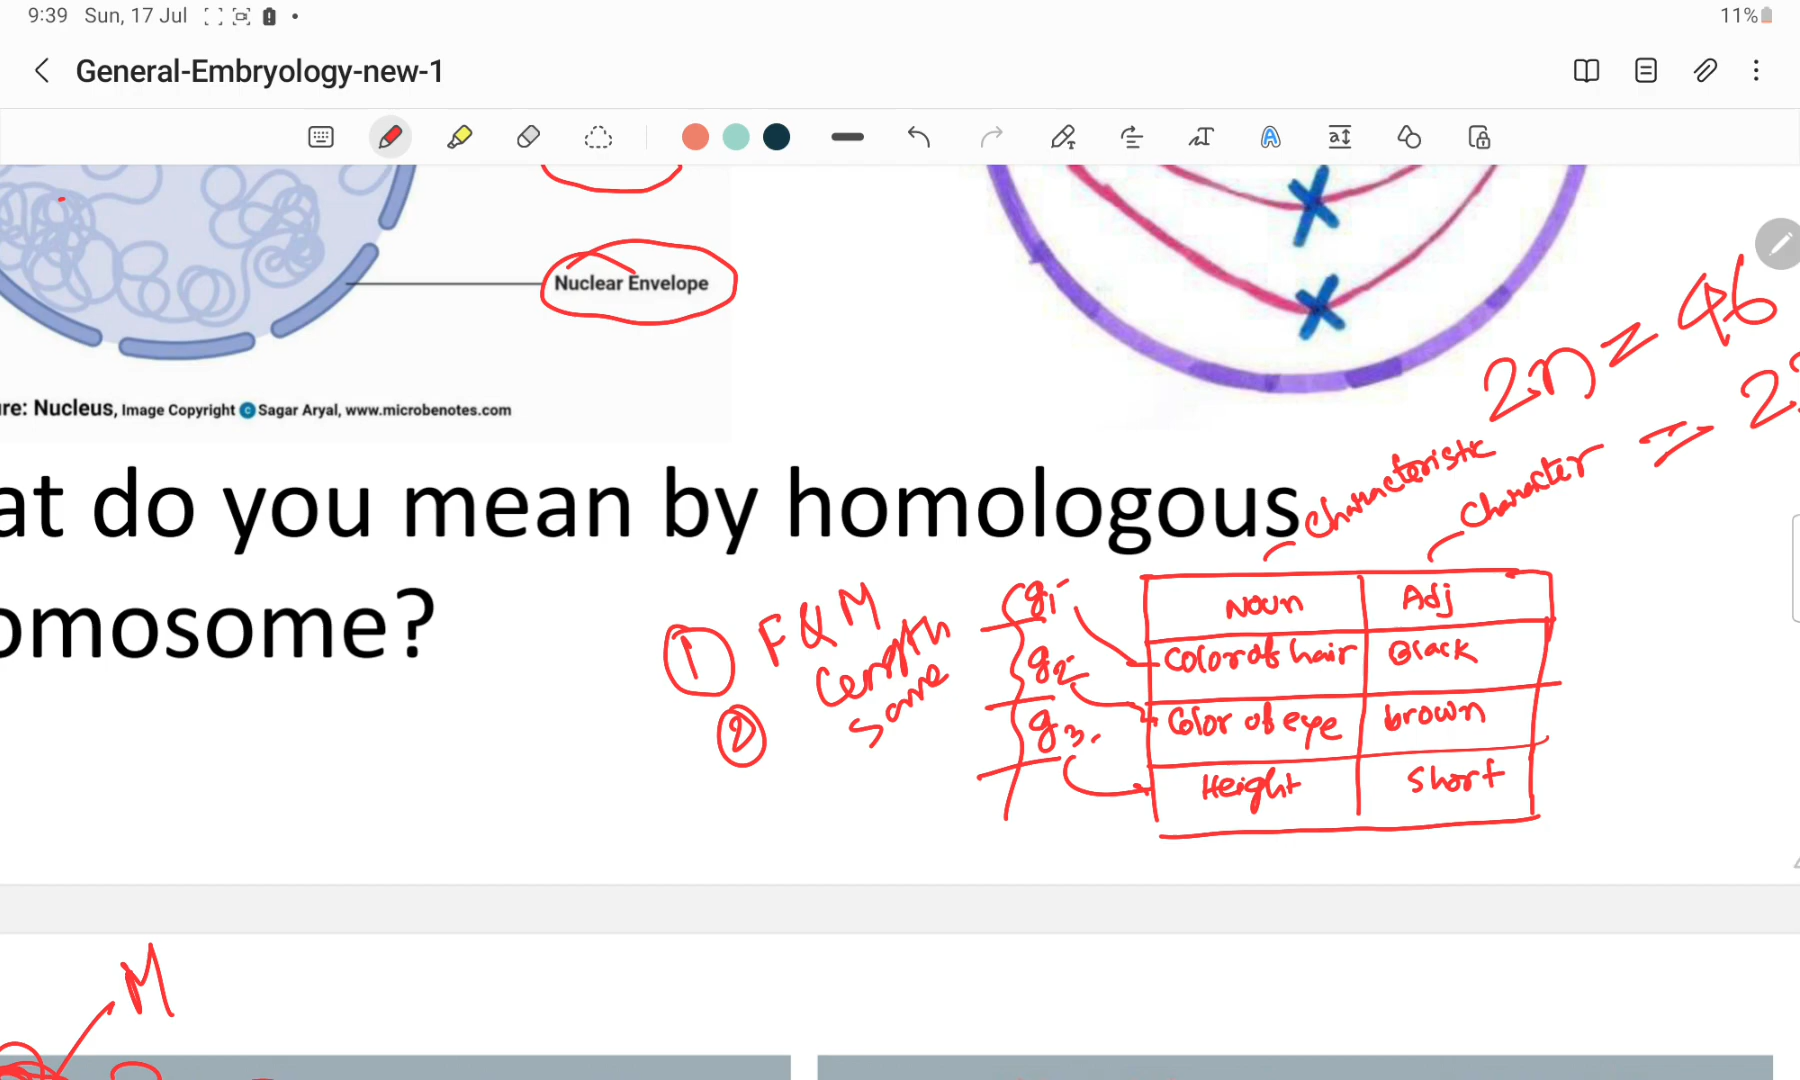 9:39 Sun, 17 Jul
11%
General-Embryology-new-1
Nuclear Envelope
re: Nucleus, Image Copyright © Sagar Aryal, www.microbenotes.com
2n = 46
= 2
characteristic
character
at do you mean by homologous
omosome?
1 F & M
Length
same
2
g1
g2
g3
Noun Adj
Color of hair Black
Color of eye brown
Height Short
M